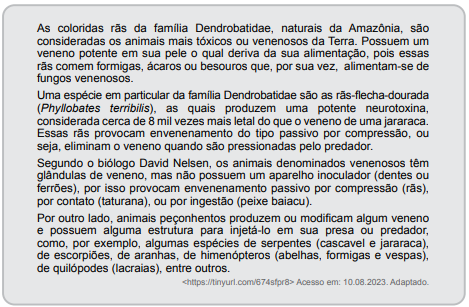 As coloridas rãs da família Dendrobatidae, naturais da Amazônia, são
consideradas os animais mais tóxicos ou venenosos da Terra. Possuem um
veneno potente em sua pele o qual deriva da sua alimentação, pois essas
rãs comem formigas, ácaros ou besouros que, por sua vez, alimentam-se de
fungos venenosos.
Uma espécie em particular da família Dendrobatidae são as rãs-flecha-dourada
(Phyllobates terribilis), as quais produzem uma potente neurotoxina,
considerada cerca de 8 mil vezes mais letal do que o veneno de uma jararaca.
Essas rãs provocam envenenamento do tipo passivo por compressão, ou
seja, eliminam o veneno quando são pressionadas pelo predador.
Segundo o biólogo David Nelsen, os animais denominados venenosos têm
glândulas de veneno, mas não possuem um aparelho inoculador (dentes ou
ferrões), por isso provocam envenenamento passivo por compressão (rãs),
por contato (taturana), ou por ingestão (peixe baiacu).
Por outro lado, animais peçonhentos produzem ou modificam algum veneno
e possuem alguma estrutura para injetá-lo em sua presa ou predador,
como, por exemplo, algumas espécies de serpentes (cascavel e jararaca),
de escorpiões, de aranhas, de himenópteros (abelhas, formigas e vespas),
de quilópodes (lacraias), entre outros.
<https://tinyurl.com/674sfpr8> Acesso em: 10.08.2023. Adaptado.